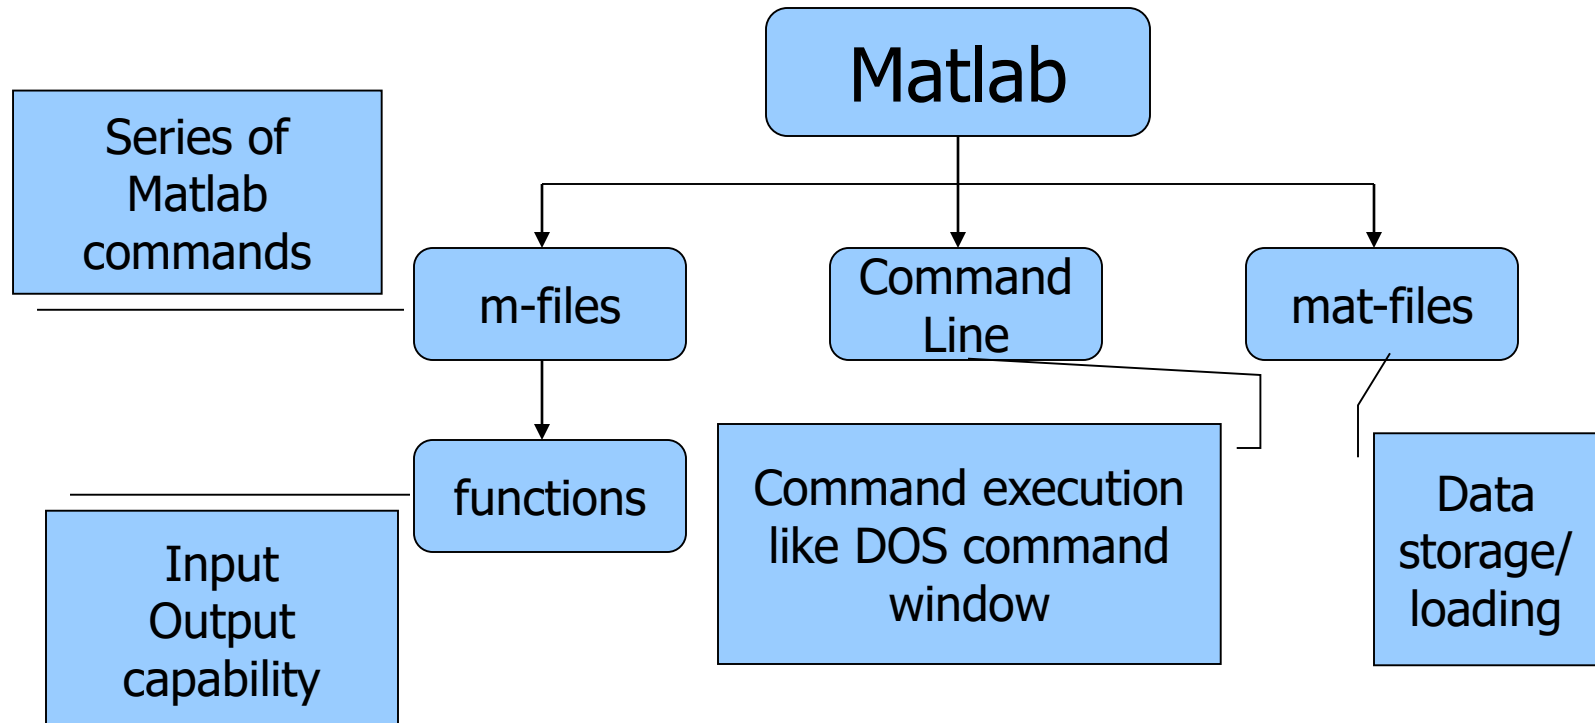 Matlab
Series of
Matlab
commands
m-files
Command
Line
mat-files
functions
Input
Output
capability
Command execution
like DOS command
window
Data
storage/
loading